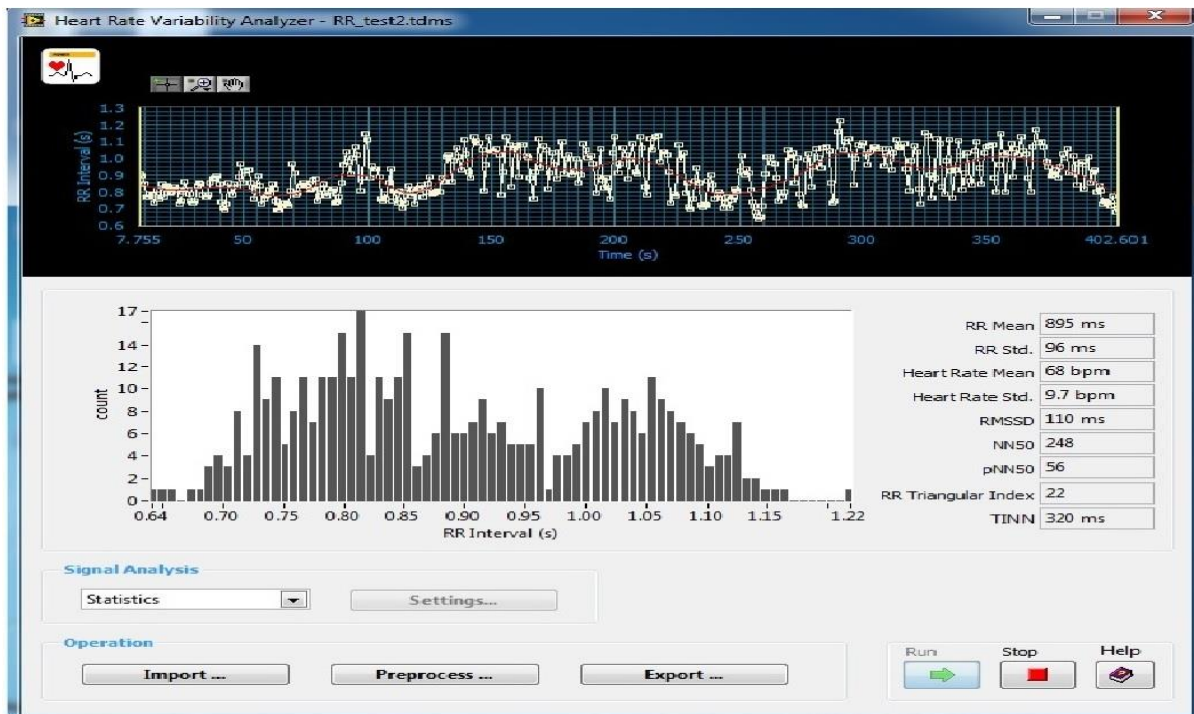 Heart Rate Variability Analyzer - RR_test2.tdms
1.3
1.2
1.1
1.0
0.9
0.8
0.7
0.6
RR Interval (s)
7.755 50 100 150 200 250 300 350 402.601
Time (s)
17
14
12
10
8
6
4
2
0
count
0.64 0.70 0.75 0.80 0.85 0.90 0.95 1.00 1.05 1.10 1.15 1.22
RR Interval (s)
RR Mean 895 ms
RR Std. 96 ms
Heart Rate Mean 68 bpm
Heart Rate Std. 9.7 bpm
RMSSD 110 ms
NN50 248
pNN50 56
RR Triangular Index 22
TINN 320 ms
Signal Analysis
Statistics Settings...
Operation
Import ... Preprocess ... Export ...
Run Stop Help